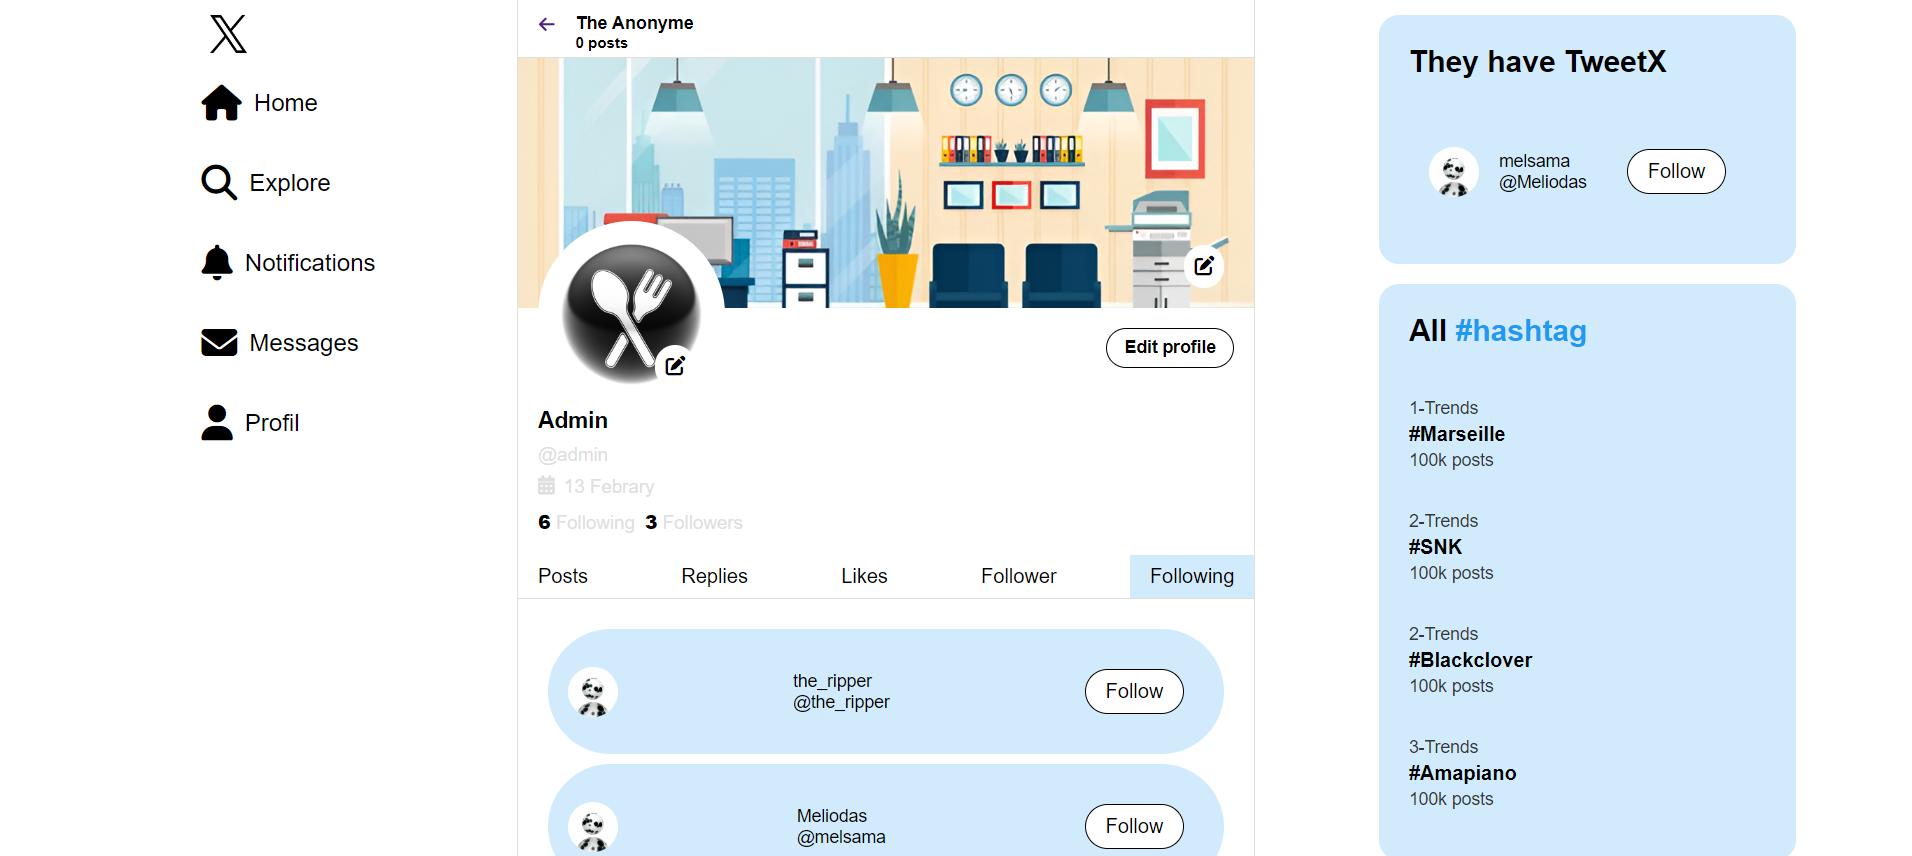 Home
Explore
Notifications
Messages
Profil
The Anonyme
0 posts
Edit profile
Admin
@admin
13 Febrary
6 Following 3 Followers
Posts Replies Likes Follower Following
the_ripper
@the_ripper
Follow
Meliodas
@melsama
Follow
They have TweetX
melsama
@Meliodas
Follow
All #hashtag
1-Trends
#Marseille
100k posts
2-Trends
#SNK
100k posts
2-Trends
#Blackclover
100k posts
3-Trends
#Amapiano
100k posts